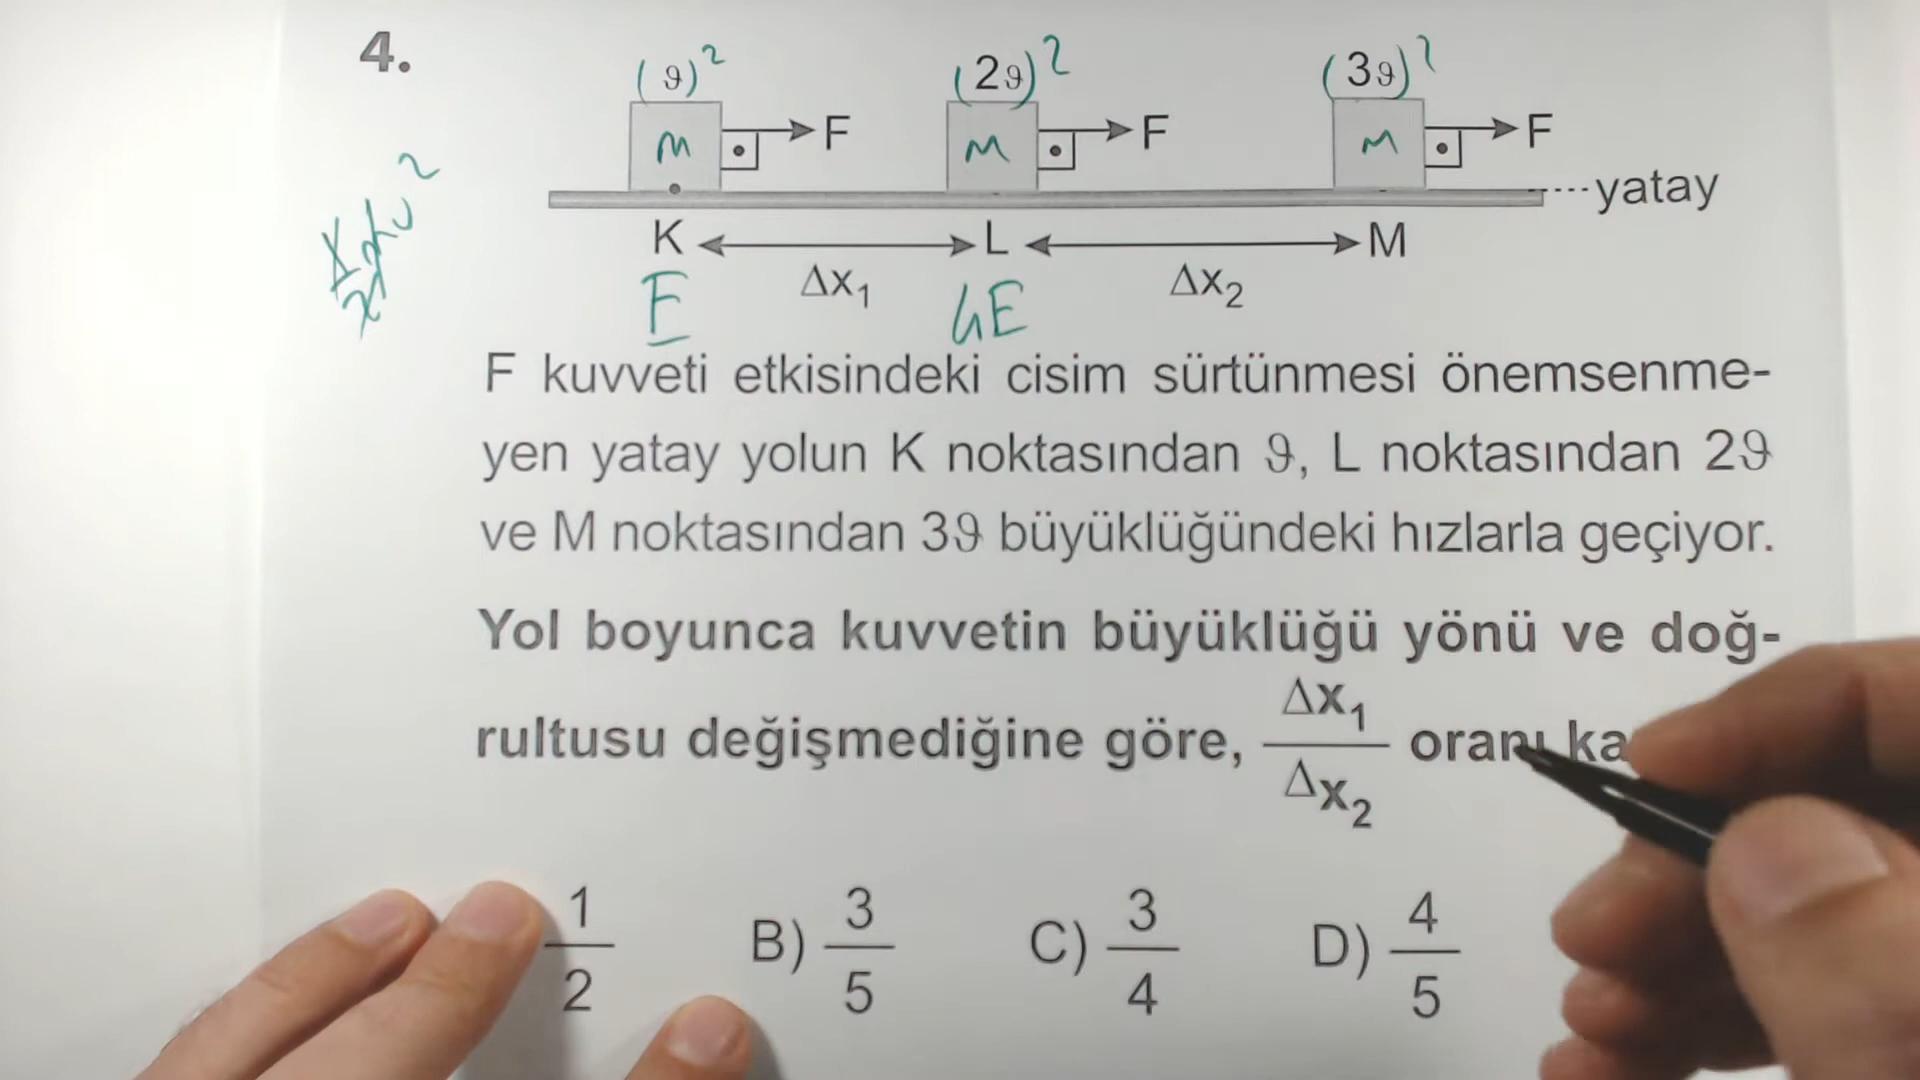 4.
(ϑ)² (2ϑ)² (3ϑ)²
m F m F m F
yatay
K L M
Δx₁ Δx₂
E 4E
F kuvveti etkisindeki cisim sürtünmesi önemsenme-
yen yatay yolun K noktasından ϑ, L noktasından 2ϑ
ve M noktasından 3ϑ büyüklüğündeki hızlarla geçiyor.
Yol boyunca kuvvetin büyüklüğü yönü ve doğ-
rultusu değişmediğine göre, Δx₁/Δx₂ oranı
1/2 B) 3/5 C) 3/4 D) 4/5